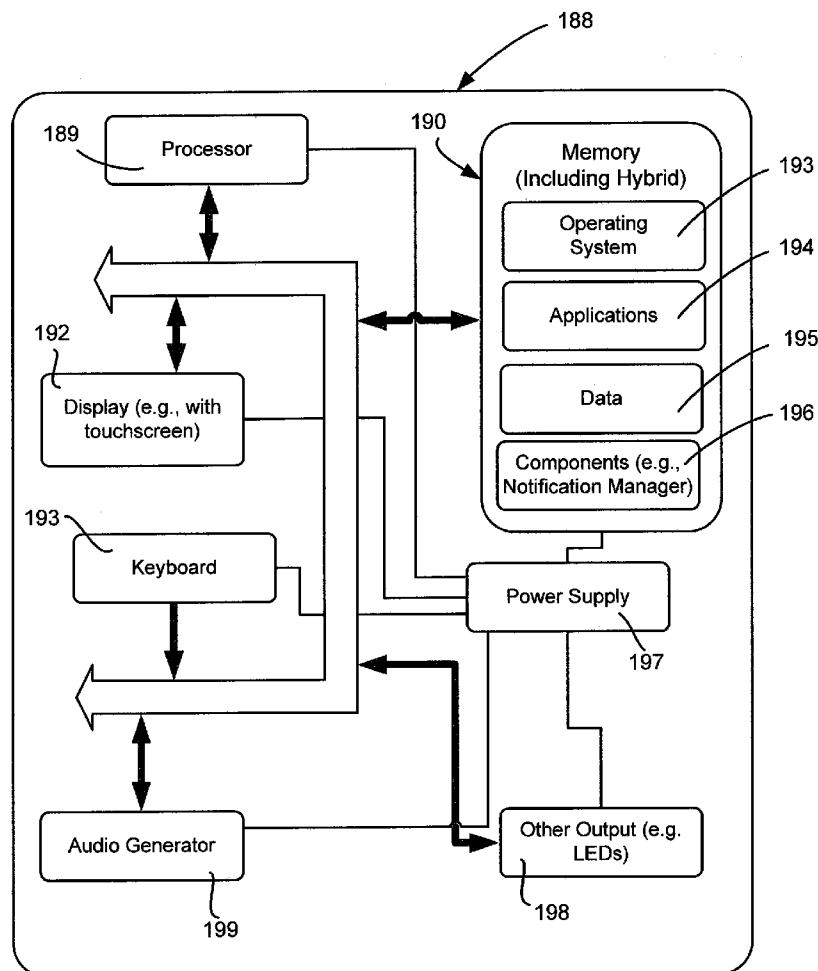 188
189
Processor
190
Memory
(Including Hybrid)
Operating
System
193
Applications
194
Data
195
Components (e.g.,
Notification Manager)
196
192
Display (e.g., with
touchscreen)
193
Keyboard
Power Supply
197
Audio Generator
199
Other Output (e.g.
LEDs)
198